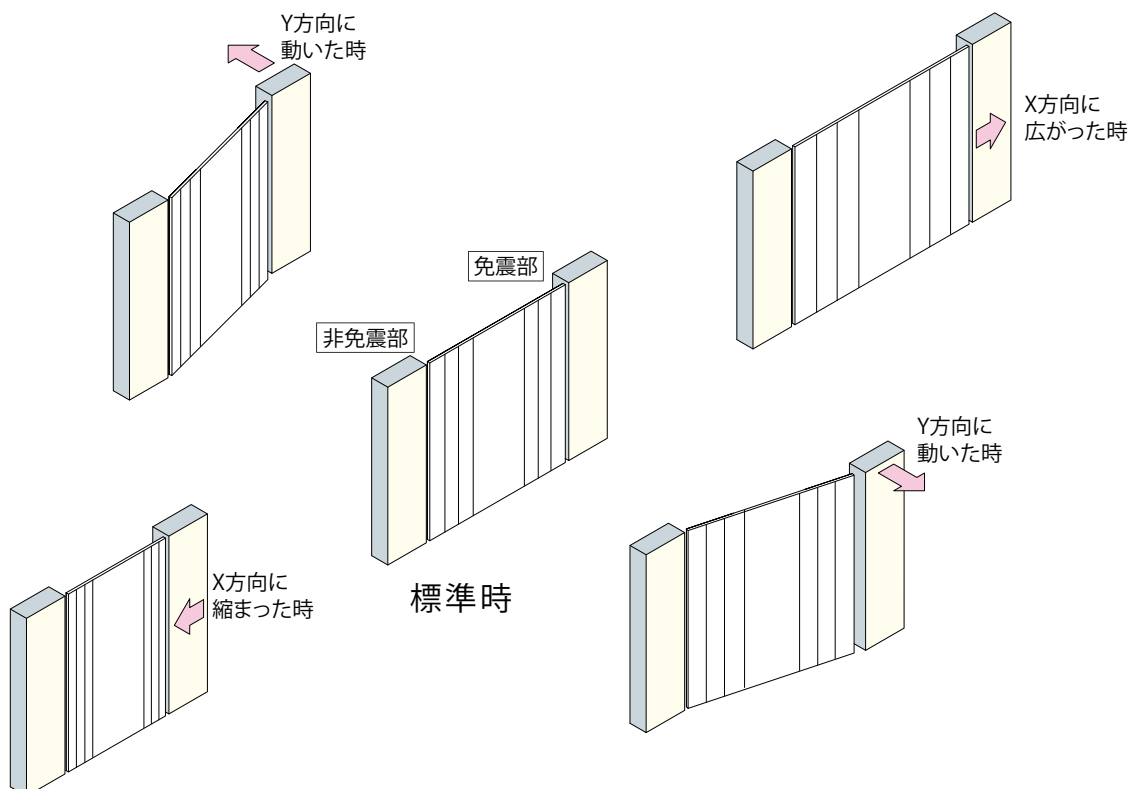 Y方向に
動いた時
X方向に
広がった時
免震部
非免震部
標準時
Y方向に
動いた時
X方向に
縮まった時